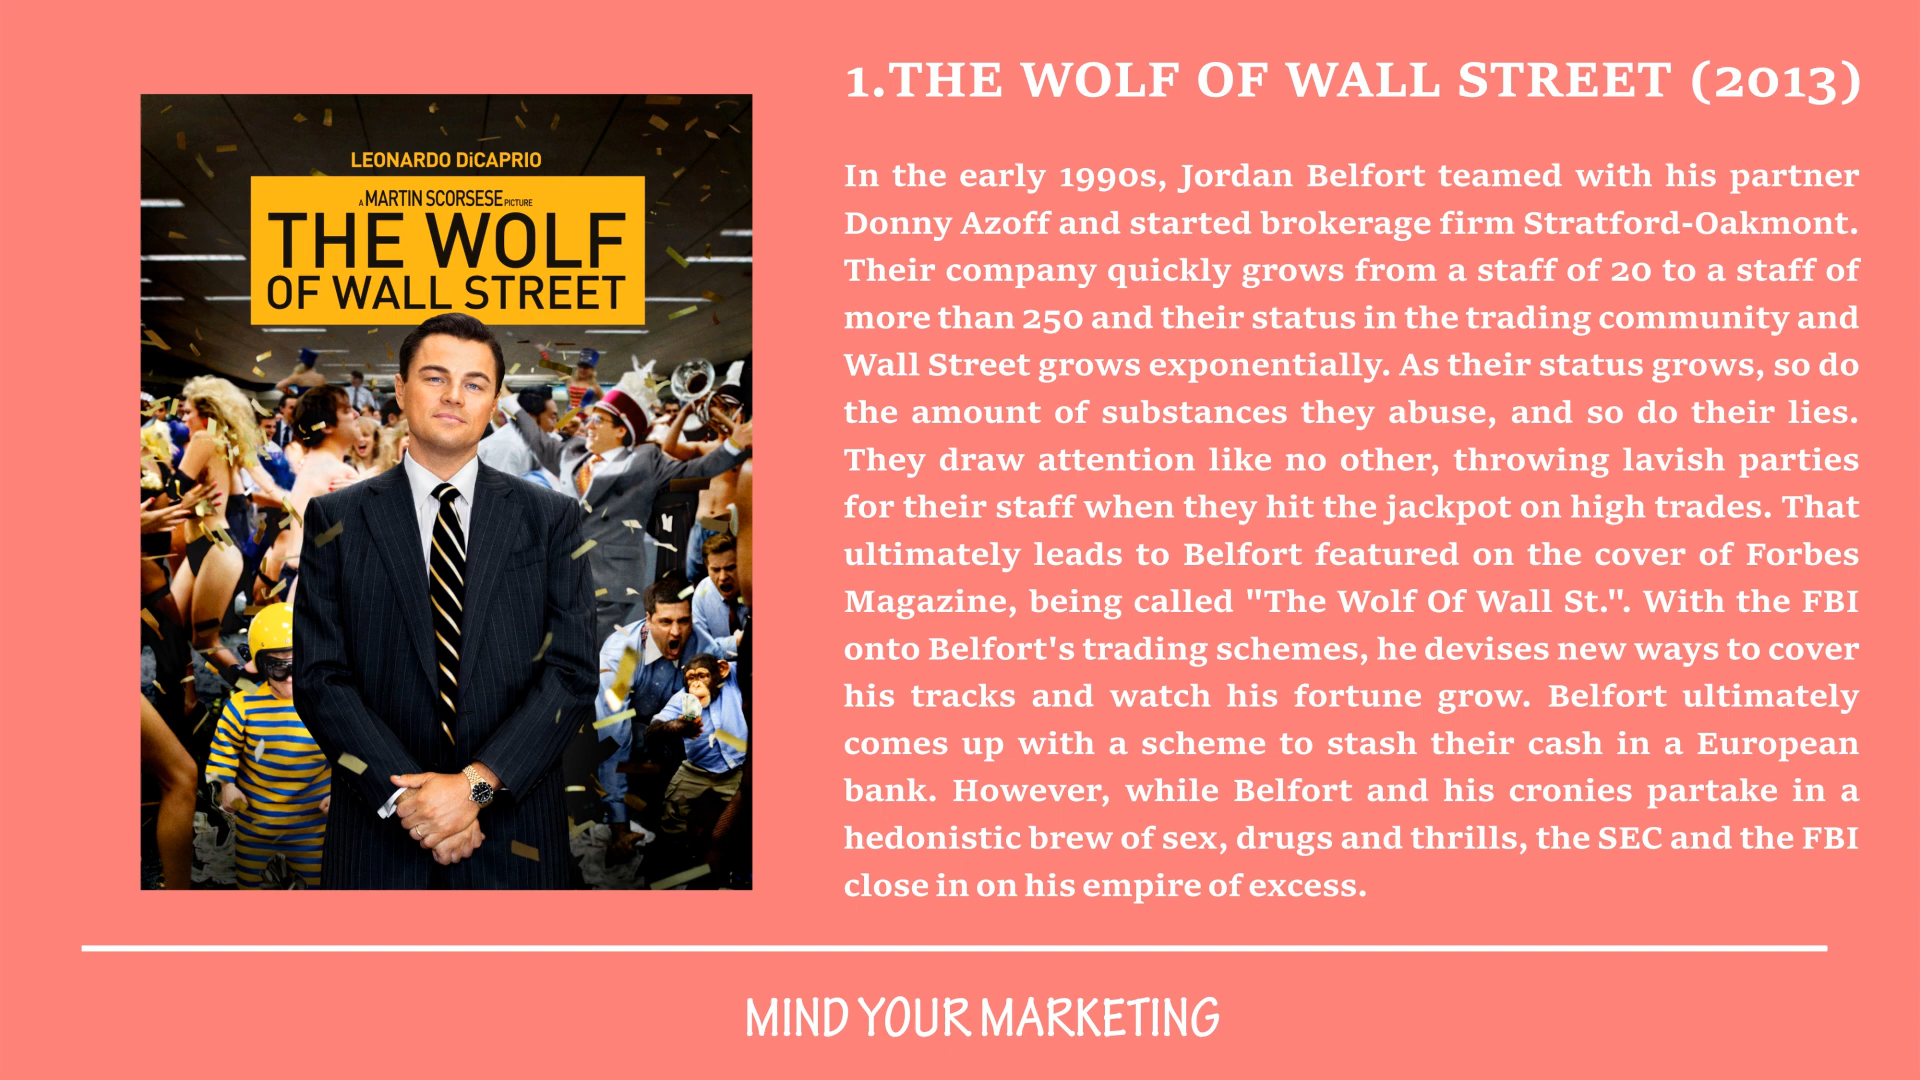 LEONARDO DiCAPRIO
A MARTIN SCORSESE PICTURE
THE WOLF
OF WALL STREET
1.THE WOLF OF WALL STREET (2013)
In the early 1990s, Jordan Belfort teamed with his partner
Donny Azoff and started brokerage firm Stratford-Oakmont.
Their company quickly grows from a staff of 20 to a staff of
more than 250 and their status in the trading community and
Wall Street grows exponentially. As their status grows, so do
the amount of substances they abuse, and so do their lies.
They draw attention like no other, throwing lavish parties
for their staff when they hit the jackpot on high trades. That
ultimately leads to Belfort featured on the cover of Forbes
Magazine, being called "The Wolf Of Wall St.". With the FBI
onto Belfort's trading schemes, he devises new ways to cover
his tracks and watch his fortune grow. Belfort ultimately
comes up with a scheme to stash their cash in a European
bank. However, while Belfort and his cronies partake in a
hedonistic brew of sex, drugs and thrills, the SEC and the FBI
close in on his empire of excess.
MIND YOUR MARKETING